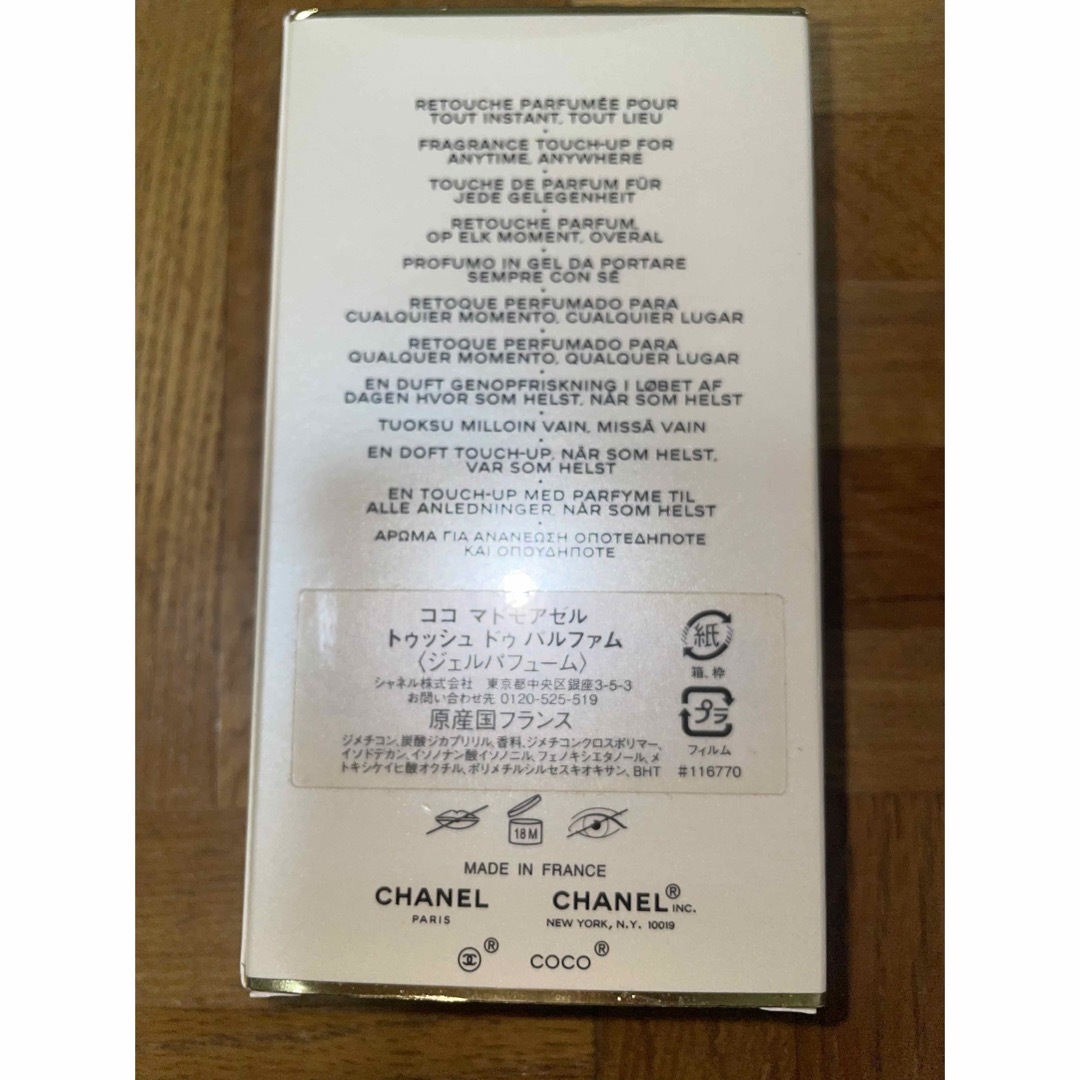 RETOUCHE PARFUMÉE POUR
TOUT INSTANT, TOUT LIEU
FRAGRANCE TOUCH-UP FOR
ANYTIME, ANYWHERE
TOUCHE DE PARFUM FÜR
JEDE GELEGENHEIT
RETOUCHE PARFUM,
OP ELK MOMENT, OVERAL
PROFUMO IN GEL DA PORTARE
SEMPRE CON SÉ
RETOQUE PERFUMADO PARA
CUALQUIER MOMENTO, CUALQUIER LUGAR
RETOQUE PERFUMADO PARA
QUALQUER MOMENTO, QUALQUER LUGAR
EN DUFT GENOPFRISKNING I LØBET AF
DAGEN HVOR SOM HELST, NÅR SOM HELST
TUOKSU MILLOIN VAIN, MISSÄ VAIN
EN DOFT TOUCH-UP, NÄR SOM HELST,
VAR SOM HELST
EN TOUCH-UP MED PARFYME TIL
ALLE ANLEDNINGER, NÅR SOM HELST
ΑΡΩΜΑ ΓΙΑ ΑΝΑΝΕΩΣΗ ΟΠΟΤΕΔΗΠΟΤΕ
ΚΑΙ ΟΠΟΥΔΗΠΟΤΕ
ココ マドモアゼル
トゥッシュ ドゥ パルファム
〈ジェルパフューム〉
シャネル株式会社 東京都中央区銀座3-5-3
お問い合わせ先 0120-525-519
原産国フランス
ジメチコン、炭酸ジカプリリル、香料、ジメチコンクロスポリマー、
イソドデカン、イソノナン酸イソノニル、フェノキシエタノール、メ
トキシケイヒ酸オクチル、ポリメチルシルセスキオキサン、BHT
紙
箱、枠
プラ
フィルム
#116770
18M
MADE IN FRANCE
CHANEL
PARIS
CHANEL® INC.
NEW YORK, N.Y. 10019
®
COCO®